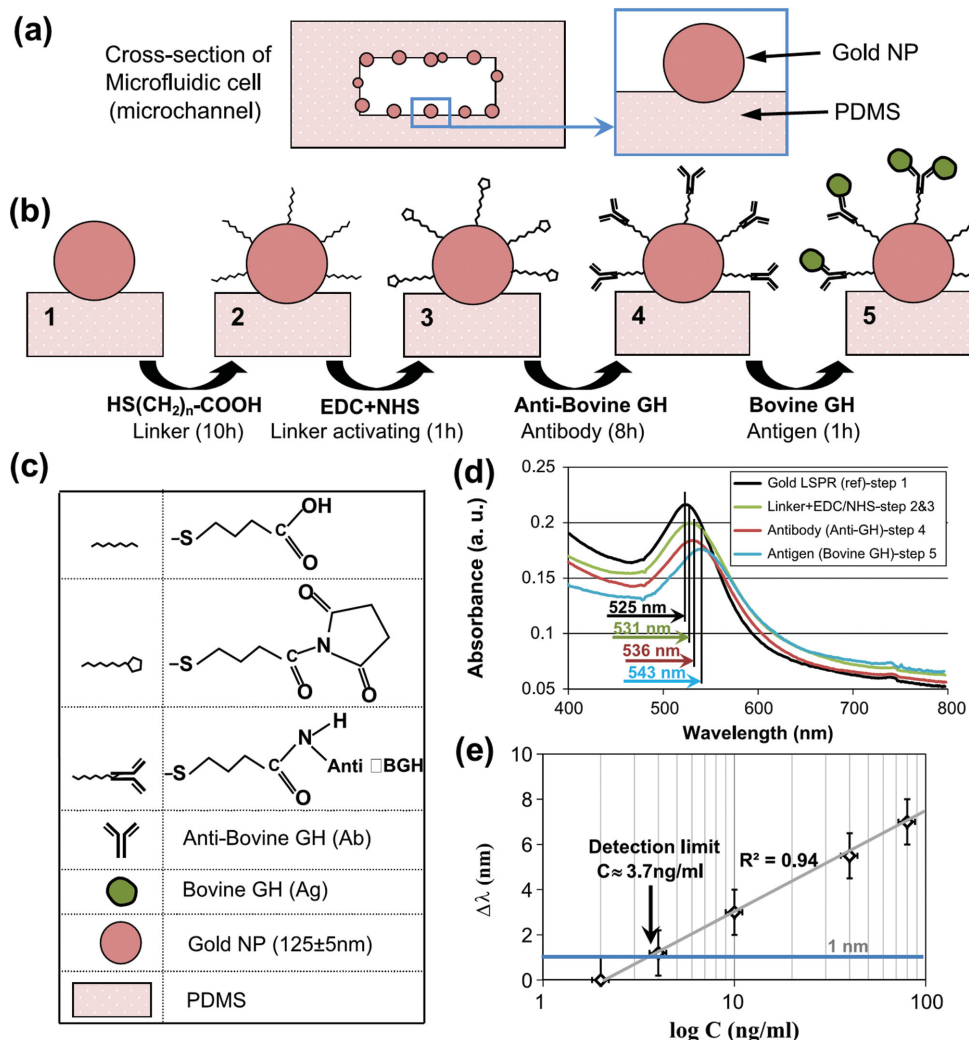 (a)
Cross-section of
Microfluidic cell
(microchannel)
Gold NP
PDMS
(b)
1
2
3
4
5
HS(CH2)n-COOH
Linker (10h)
EDC+NHS
Linker activating (1h)
Anti-Bovine GH
Antibody (8h)
Bovine GH
Antigen (1h)
(c)
–S
C
OH
O
–S
C
O
N
O
O
–S
C
O
N
H
Anti □BGH
Anti-Bovine GH (Ab)
Bovine GH (Ag)
Gold NP (125±5nm)
PDMS
(d)
Absorbance (a. u.)
0.25
0.2
0.15
0.1
0.05
Gold LSPR (ref)-step 1
Linker+EDC/NHS-step 2&3
Antibody (Anti-GH)-step 4
Antigen (Bovine GH)-step 5
525 nm
531 nm
536 nm
543 nm
400 500 600 700 800
Wavelength (nm)
(e)
Δλ (nm)
10
8
6
4
2
0
Detection limit
C≈3.7ng/ml
R² = 0.94
1 nm
1 10 100
log C (ng/ml)